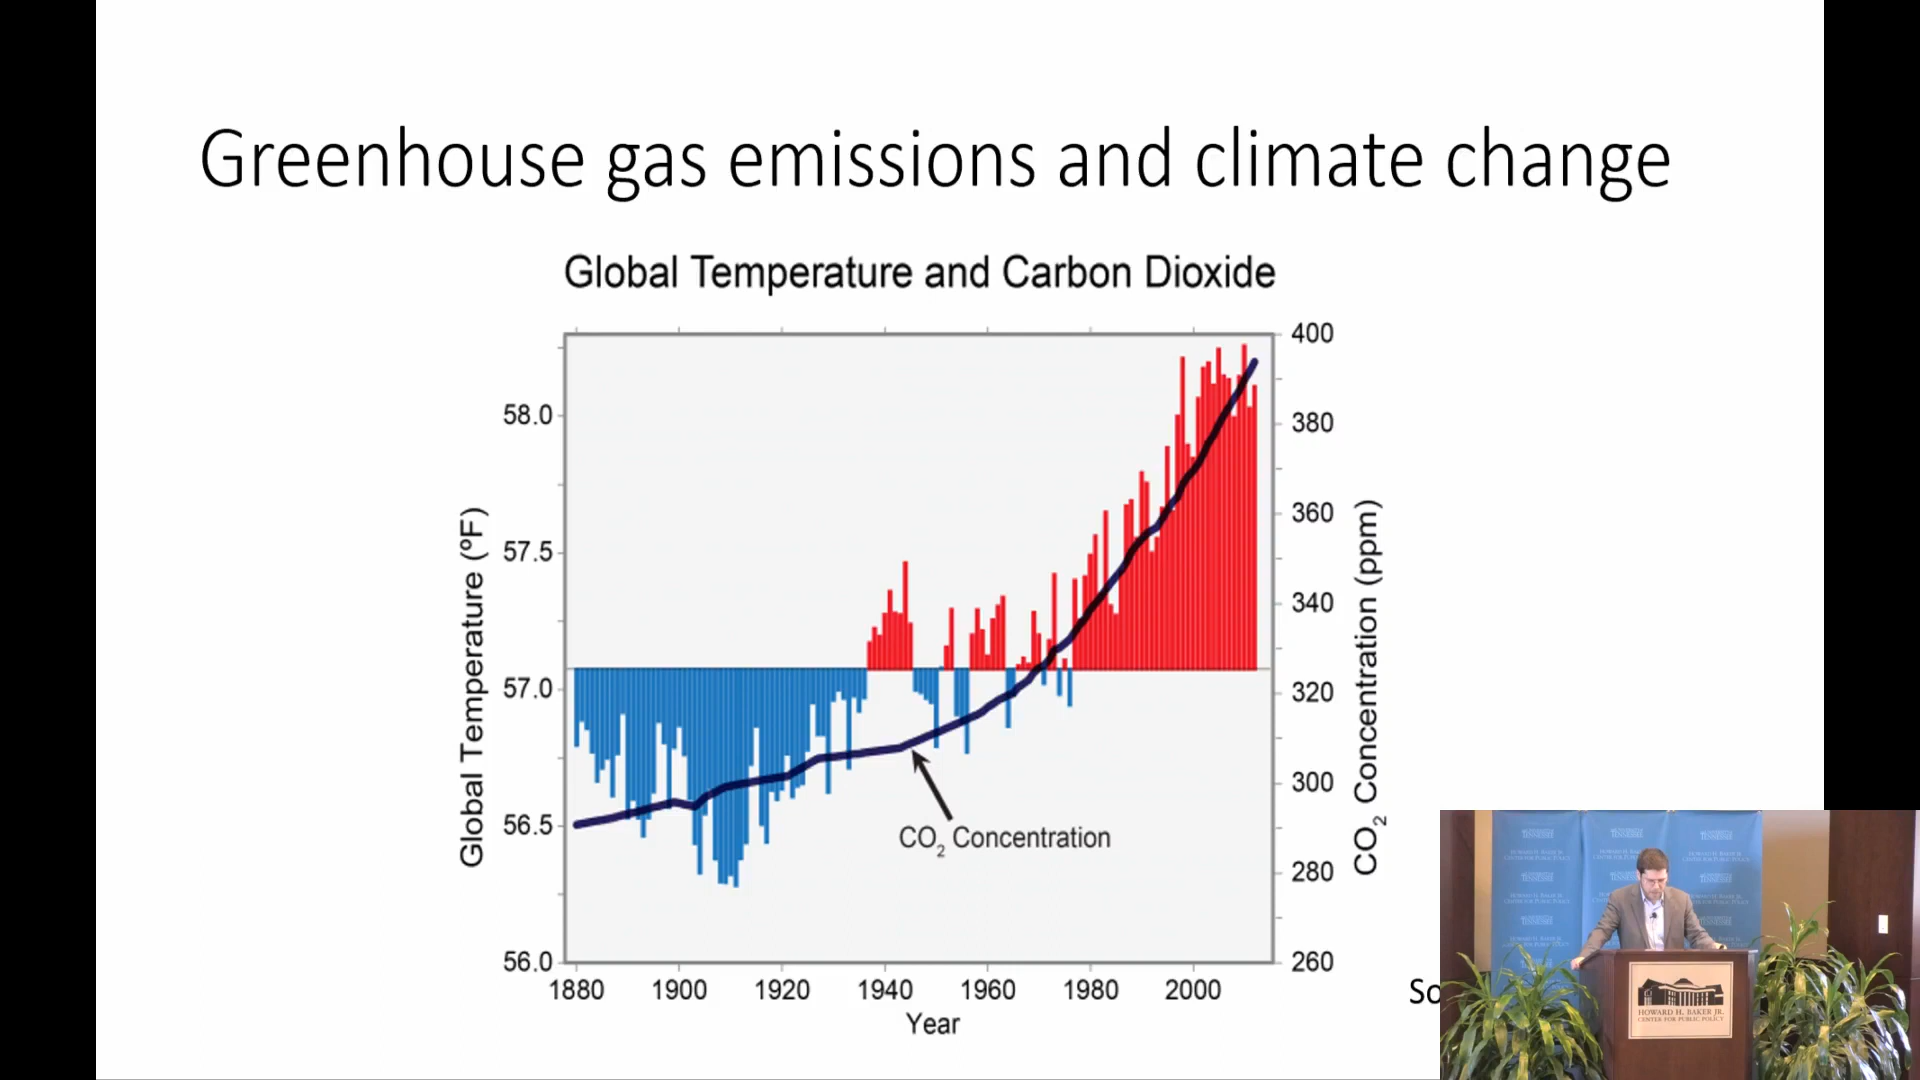 Greenhouse gas emissions and climate change
Global Temperature and Carbon Dioxide
Global Temperature (ºF)
58.0
57.5
57.0
56.5
56.0
400
380
360
340
320
300
280
260
CO2 Concentration (ppm)
CO2 Concentration
1880 1900 1920 1940 1960 1980 2000
Year
So
HOWARD H. BAKER JR.
CENTER FOR PUBLIC POLICY